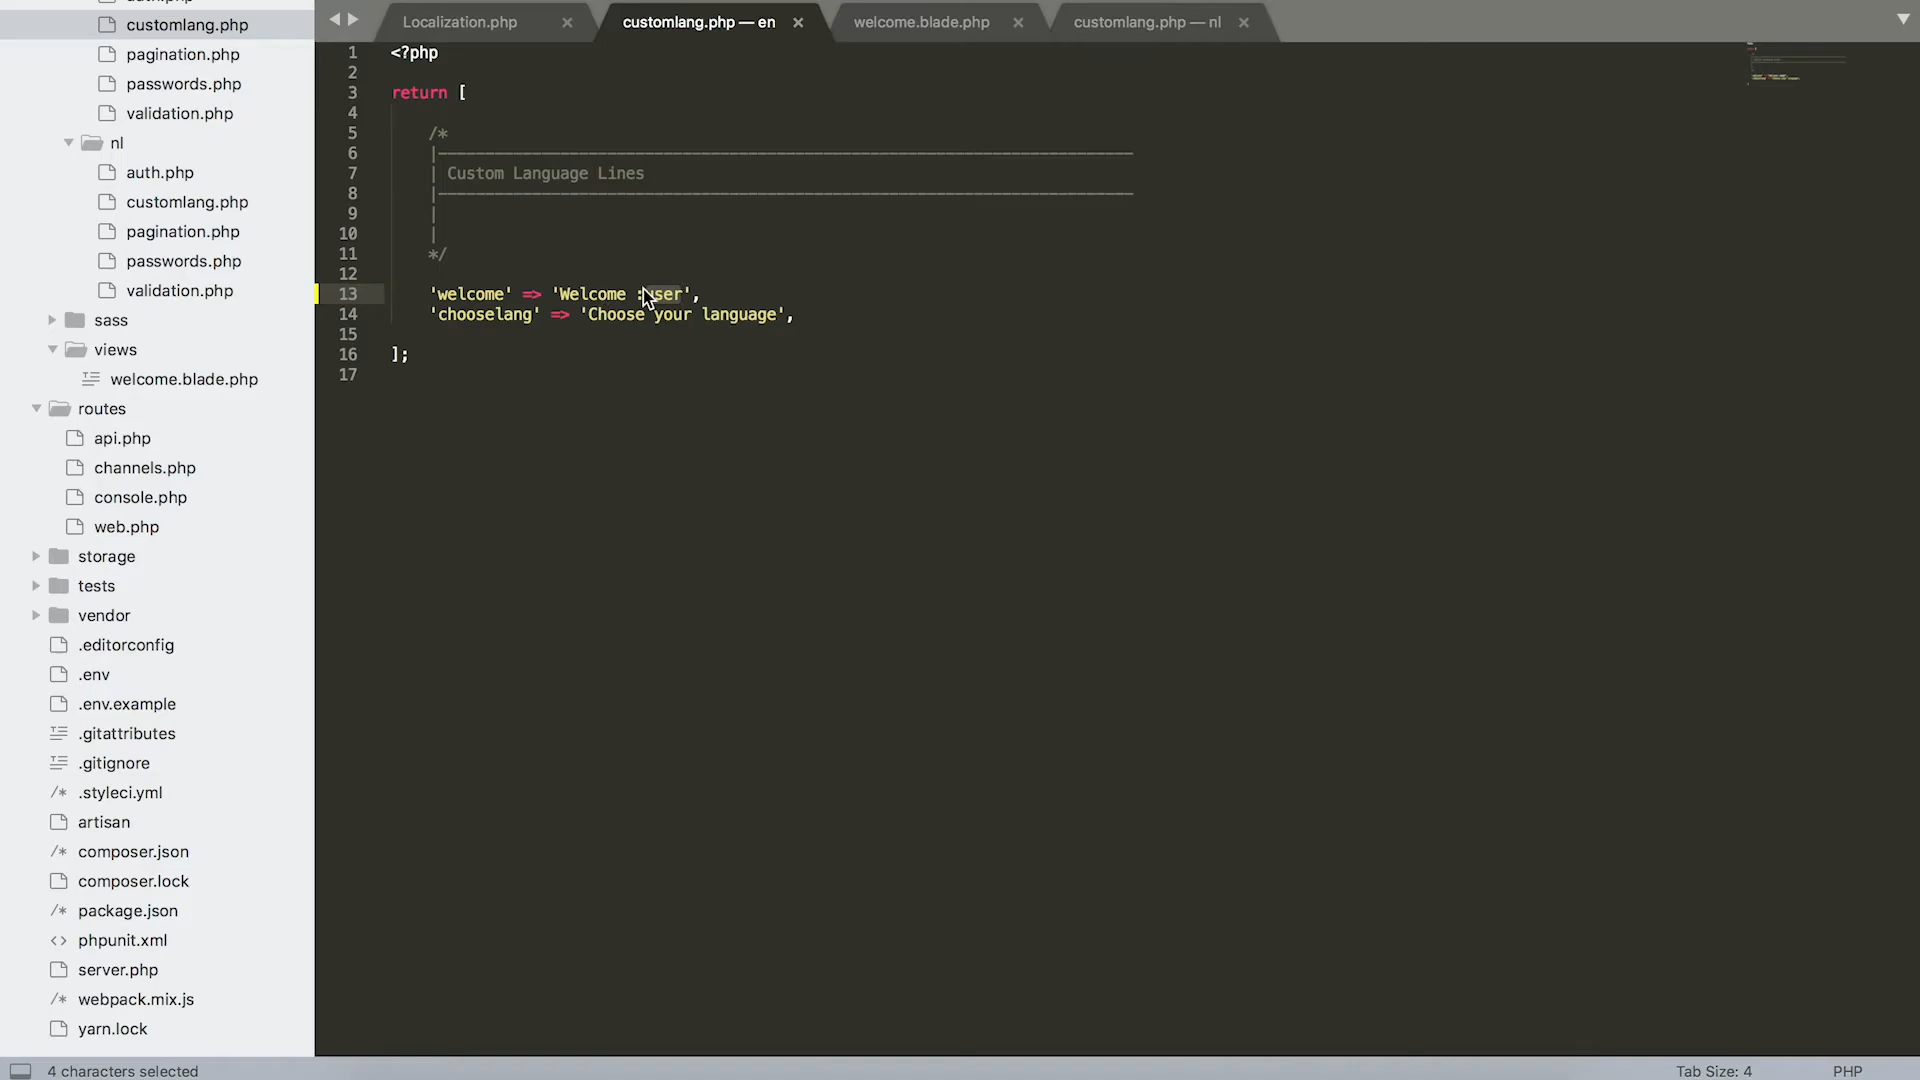 customlang.php
pagination.php
passwords.php
validation.php
nl
auth.php
customlang.php
pagination.php
passwords.php
validation.php
sass
views
welcome.blade.php
routes
api.php
channels.php
console.php
web.php
storage
tests
vendor
.editorconfig
.env
.env.example
.gitattributes
.gitignore
/* .styleci.yml
artisan
/* composer.json
composer.lock
/* package.json
<> phpunit.xml
server.php
/* webpack.mix.js
yarn.lock
Localization.php × customlang.php — en × welcome.blade.php × customlang.php — nl ×
1 <?php
2
3 return [
4
5 /*
6 |--------------------------------------------------------------------------
7 | Custom Language Lines
8 |--------------------------------------------------------------------------
9 |
10 |
11 */
12
13 'welcome' => 'Welcome :user',
14 'chooselang' => 'Choose your language',
15
16 ];
17
4 characters selected Tab Size: 4 PHP